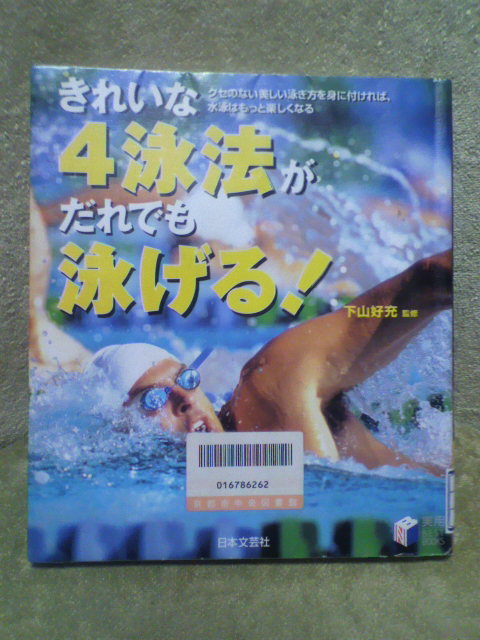 きれいな
クセのない美しい泳ぎ方を身に付ければ、
水泳はもっと楽しくなる
4泳法が
だれでも
泳げる!
下山好充 監修
016786262
日本文芸社
実用